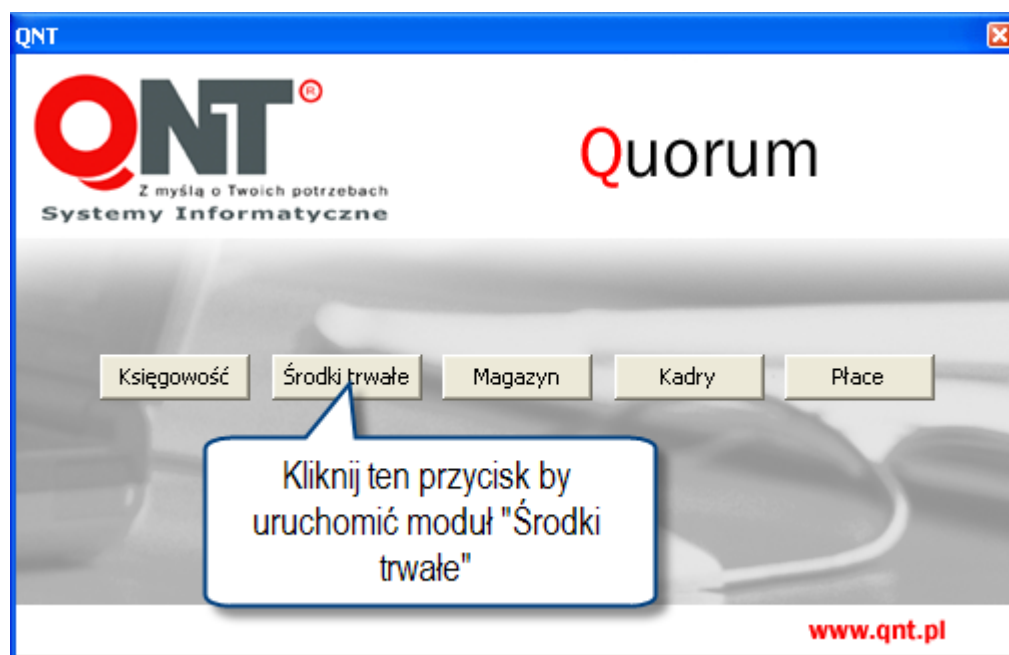 QNT
QNT®
Z myślą o Twoich potrzebach
Systemy Informatyczne
Quorum
Księgowość Środki trwałe Magazyn Kadry Płace
Kliknij ten przycisk by
uruchomić moduł "Środki
trwałe"
www.qnt.pl